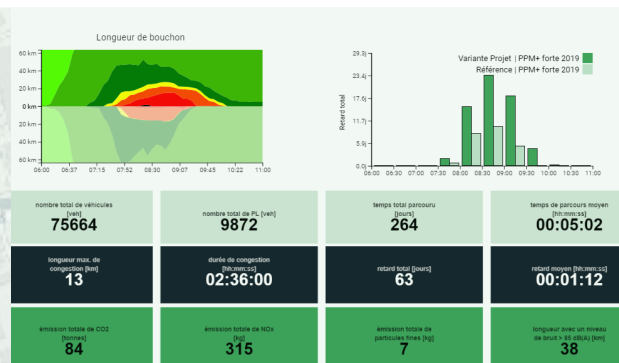 Longueur de bouchon
60 km
40 km
20 km
0 km
20 km
40 km
60 km
06:00 06:37 07:15 07:52 08:30 09:07 09:45 10:22 11:00
Variante Projet | PPM+ forte 2019
Référence | PPM+ forte 2019
Retard total
29.3j
23.4j
17.6j
11.7j
5.9j
0.0j
06:00 06:30 07:00 07:30 08:00 08:30 09:00 09:30 10:00 10:30 11:00
nombre total de véhicules
[veh]
75664
nombre total de PL [veh]
9872
temps total parcouru
[jours]
264
temps de parcours moyen
[hh:mm:ss]
00:05:02
longueur max. de
congestion [km]
13
durée de congestion
[hh:mm:ss]
02:36:00
retard total [jours]
63
retard moyen [hh:mm:ss]
00:01:12
émission totale de CO2
[tonnes]
84
émission totale de NOx
[kg]
315
émission totale de
particules fines [kg]
7
longueur avec un niveau
de bruit > 85 dB(A) [km]
38